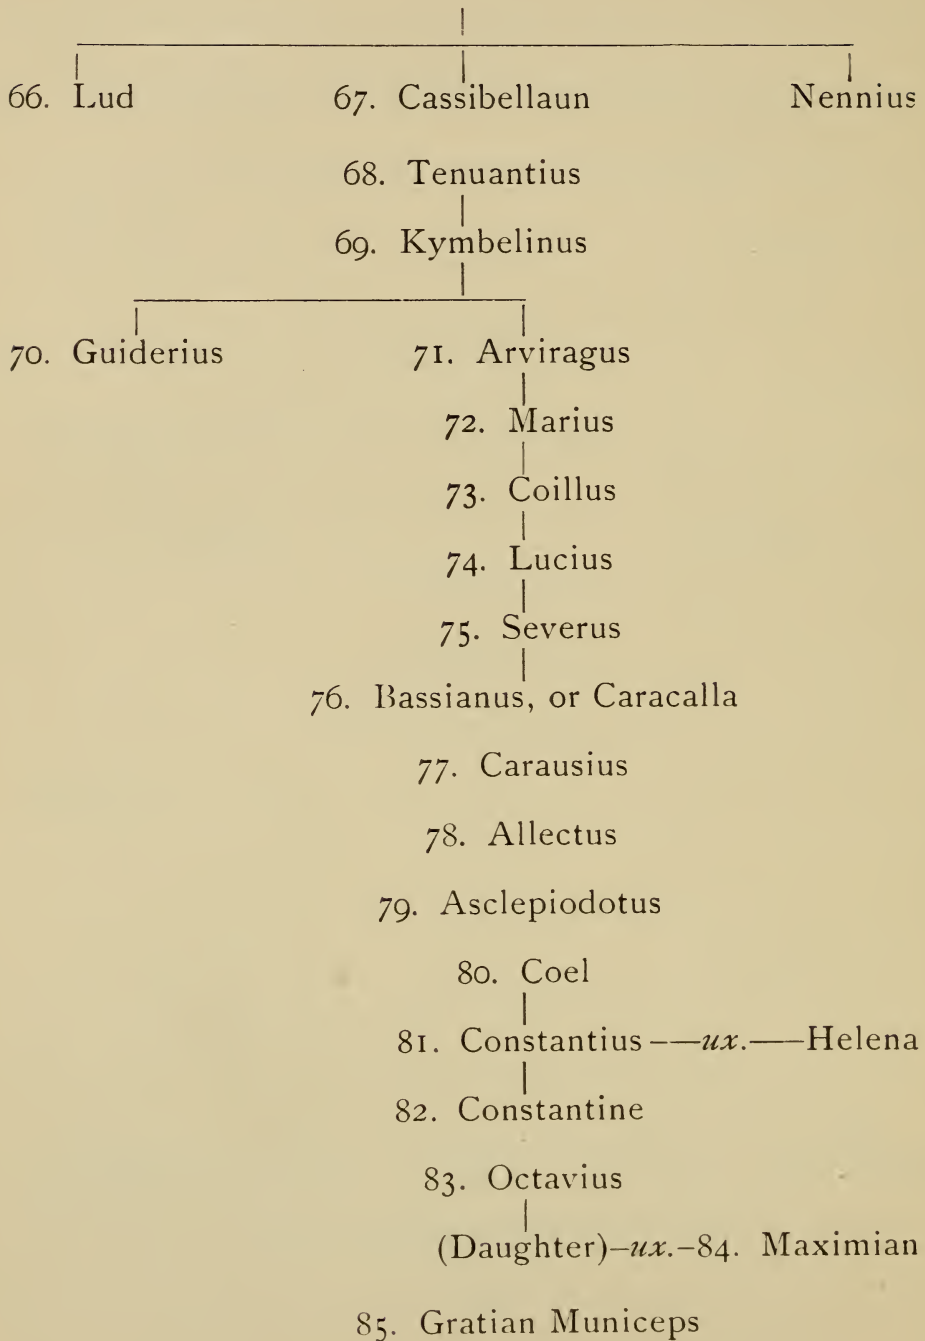 66. Lud 67. Cassibellaun Nennius
68. Tenuantius
69. Kymbelinus
70. Guiderius 71. Arviragus
72. Marius
73. Coillus
74. Lucius
75. Severus
76. Bassianus, or Caracalla
77. Carausius
78. Allectus
79. Asclepiodotus
80. Coel
81. Constantius —ux.— Helena
82. Constantine
83. Octavius
(Daughter)–ux.–84. Maximian
85. Gratian Municeps